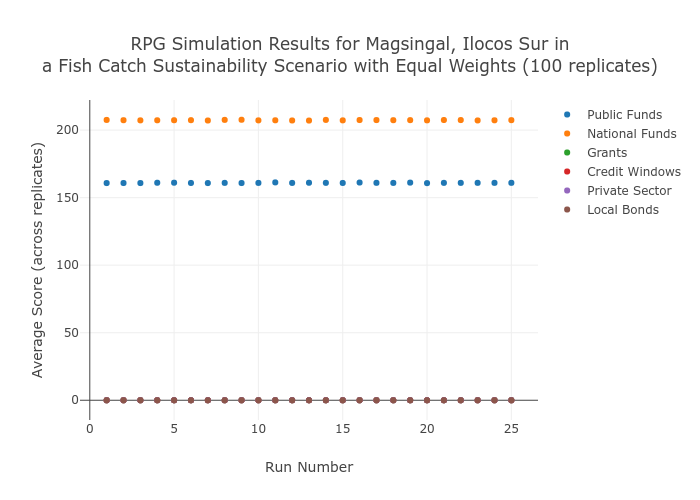 RPG Simulation Results for Magsingal, Ilocos Sur in
a Fish Catch Sustainability Scenario with Equal Weights (100 replicates)
Average Score (across replicates)
200
150
100
50
0
0 5 10 15 20 25
Run Number
Public Funds
National Funds
Grants
Credit Windows
Private Sector
Local Bonds